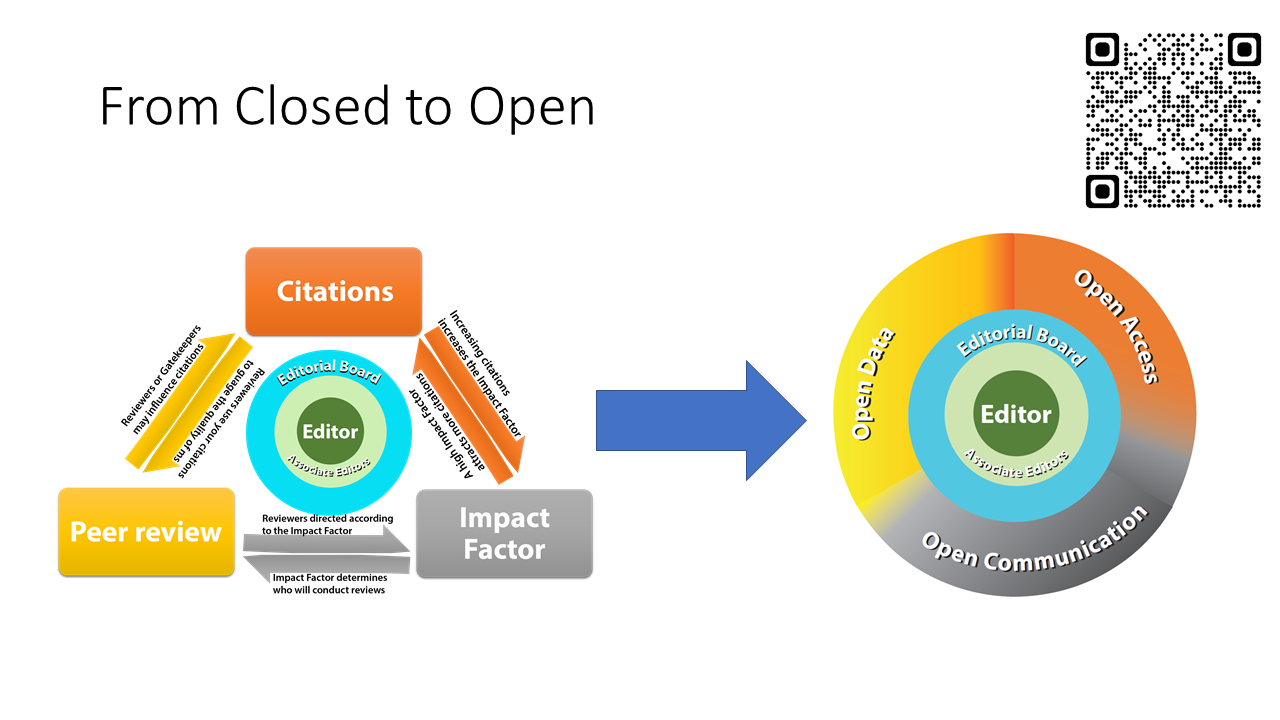 From Closed to Open
Citations
Reviewers or Gatekeepers
may influence citations
Reviewers use your citations
to guage the quality of ms
Increasing citations
increases the Impact Factor
A high Impact Factor
attracts more citations
Editorial Board
Editor
Associate Editors
Peer review
Reviewers directed according
to the Impact Factor
Impact Factor determines
who will conduct reviews
Impact
Factor
Open Data
Open Access
Open Communication
Editorial Board
Editor
Associate Editors